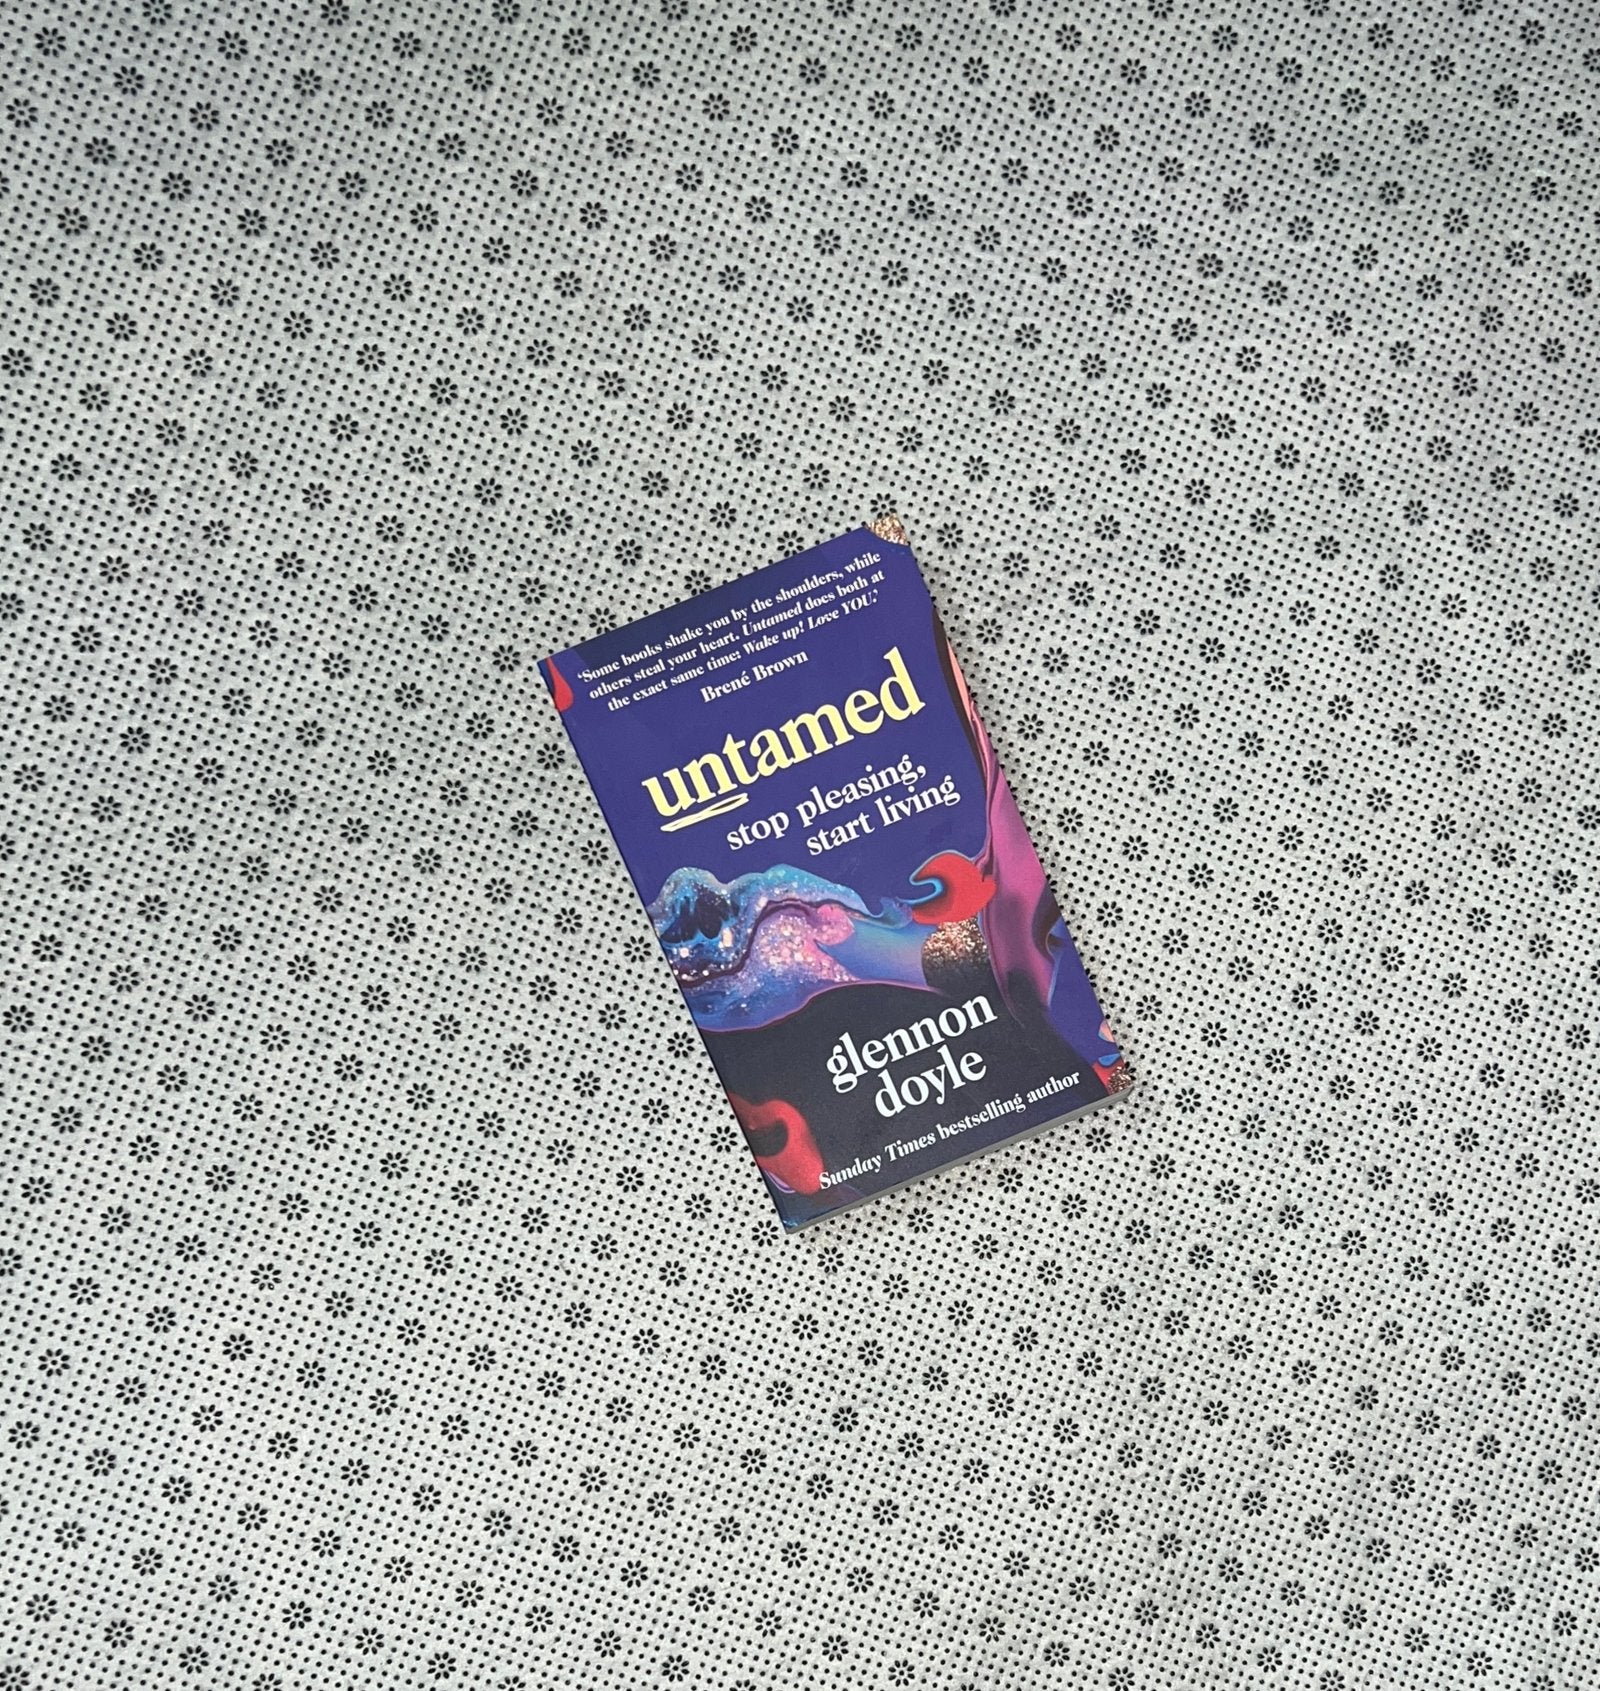 ‘Some books shake you by the shoulders, while
others steal your heart. Untamed does both at
the exact same time: Wake up! Love YOU.’
Brené Brown
untamed
stop pleasing,
start living
glennon
doyle
Sunday Times bestselling author